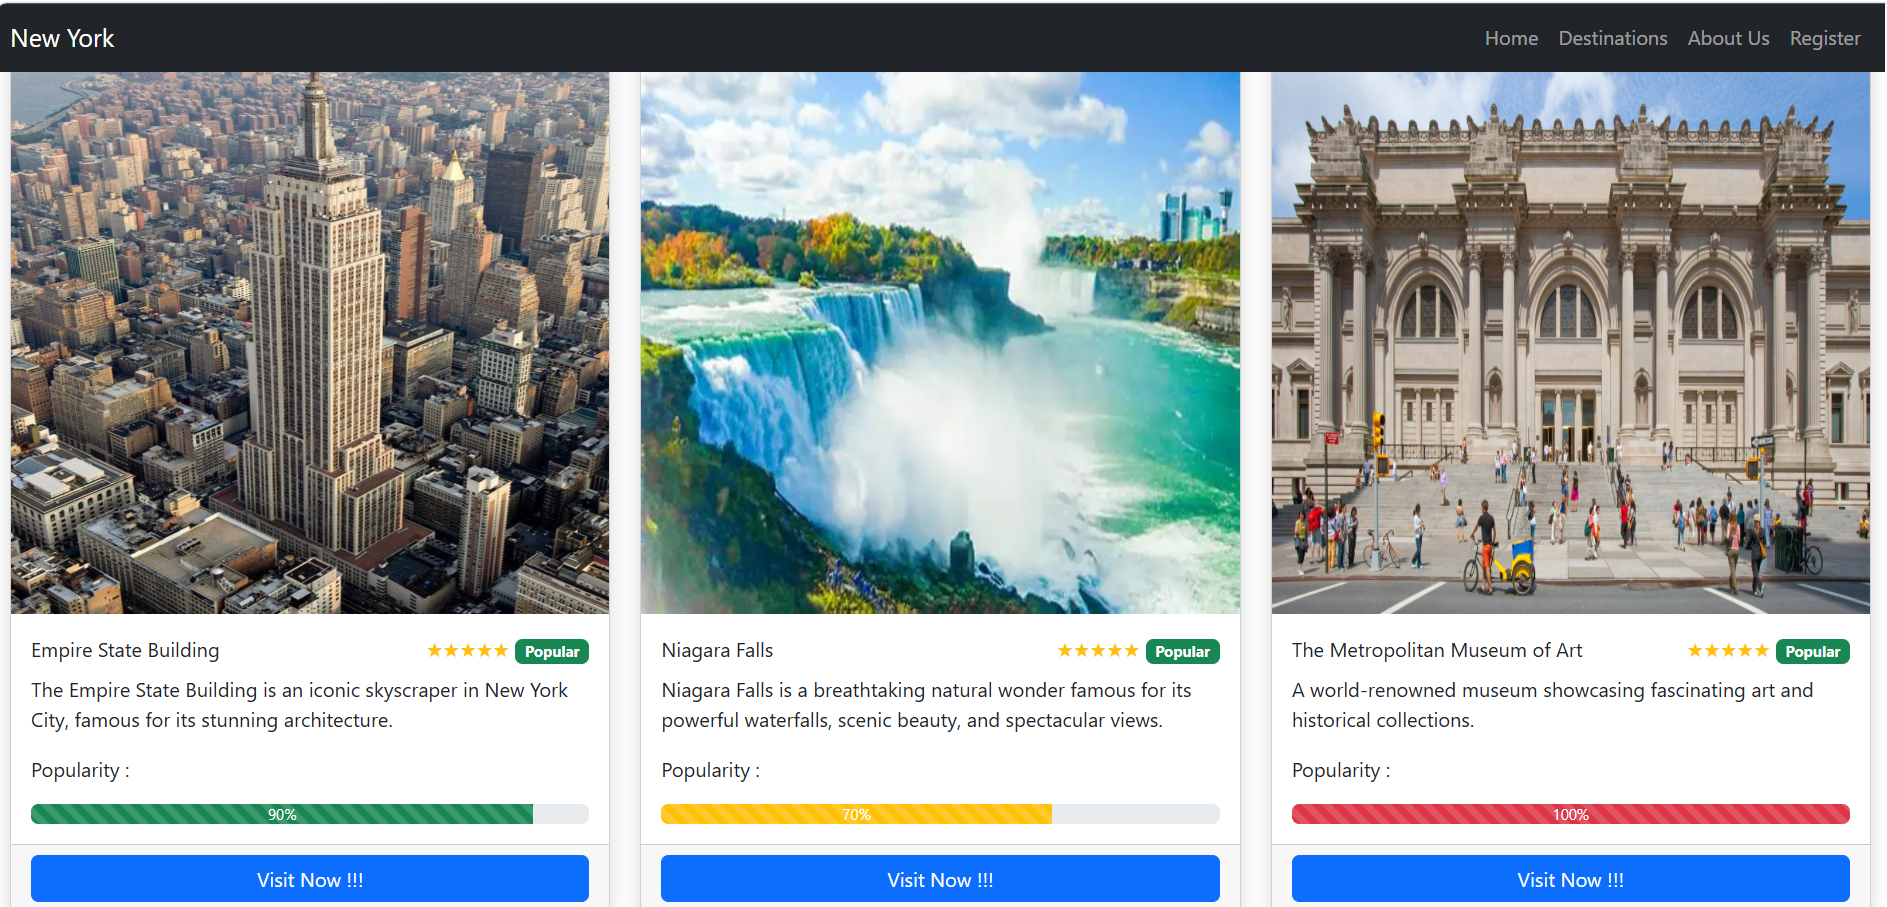 New York
Home Destinations About Us Register
Empire State Building ★★★★★ Popular
The Empire State Building is an iconic skyscraper in New York
City, famous for its stunning architecture.
Popularity :
90%
Visit Now !!!
Niagara Falls ★★★★★ Popular
Niagara Falls is a breathtaking natural wonder famous for its
powerful waterfalls, scenic beauty, and spectacular views.
Popularity :
70%
Visit Now !!!
The Metropolitan Museum of Art ★★★★★ Popular
A world-renowned museum showcasing fascinating art and
historical collections.
Popularity :
100%
Visit Now !!!